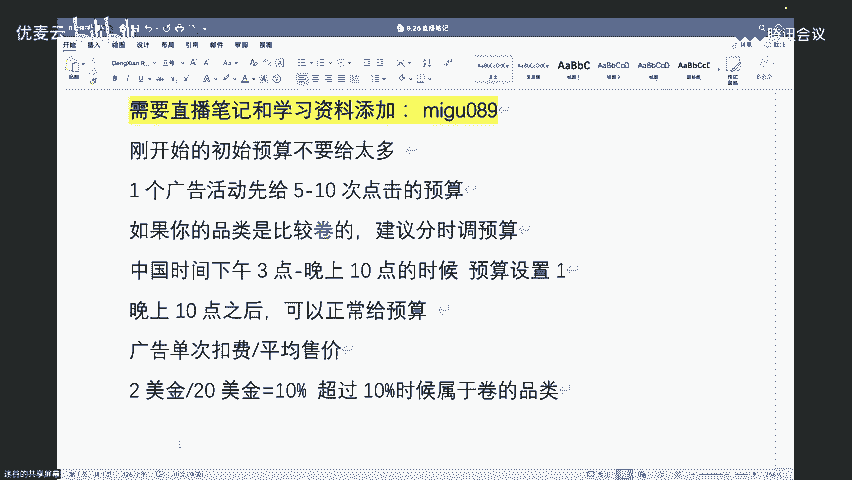 优麦云
bilibili
9.26直播笔记
腾讯会议
开始 插入 绘图 设计 布局 引用 邮件 审阅 视图
DengXian R...
AaBbC AaBbCcDc AaBbCcD AaBbCcL
需要直播笔记和学习资料添加： migu089
刚开始的初始预算不要给太多
1 个广告活动先给 5-10 次点击的预算
如果你的品类是比较卷的，建议分时调预算
中国时间下午 3 点-晚上 10 点的时候 预算设置 1
晚上 10 点之后，可以正常给预算
广告单次扣费/平均售价
2 美金/20 美金=10% 超过 10%时候属于卷的品类